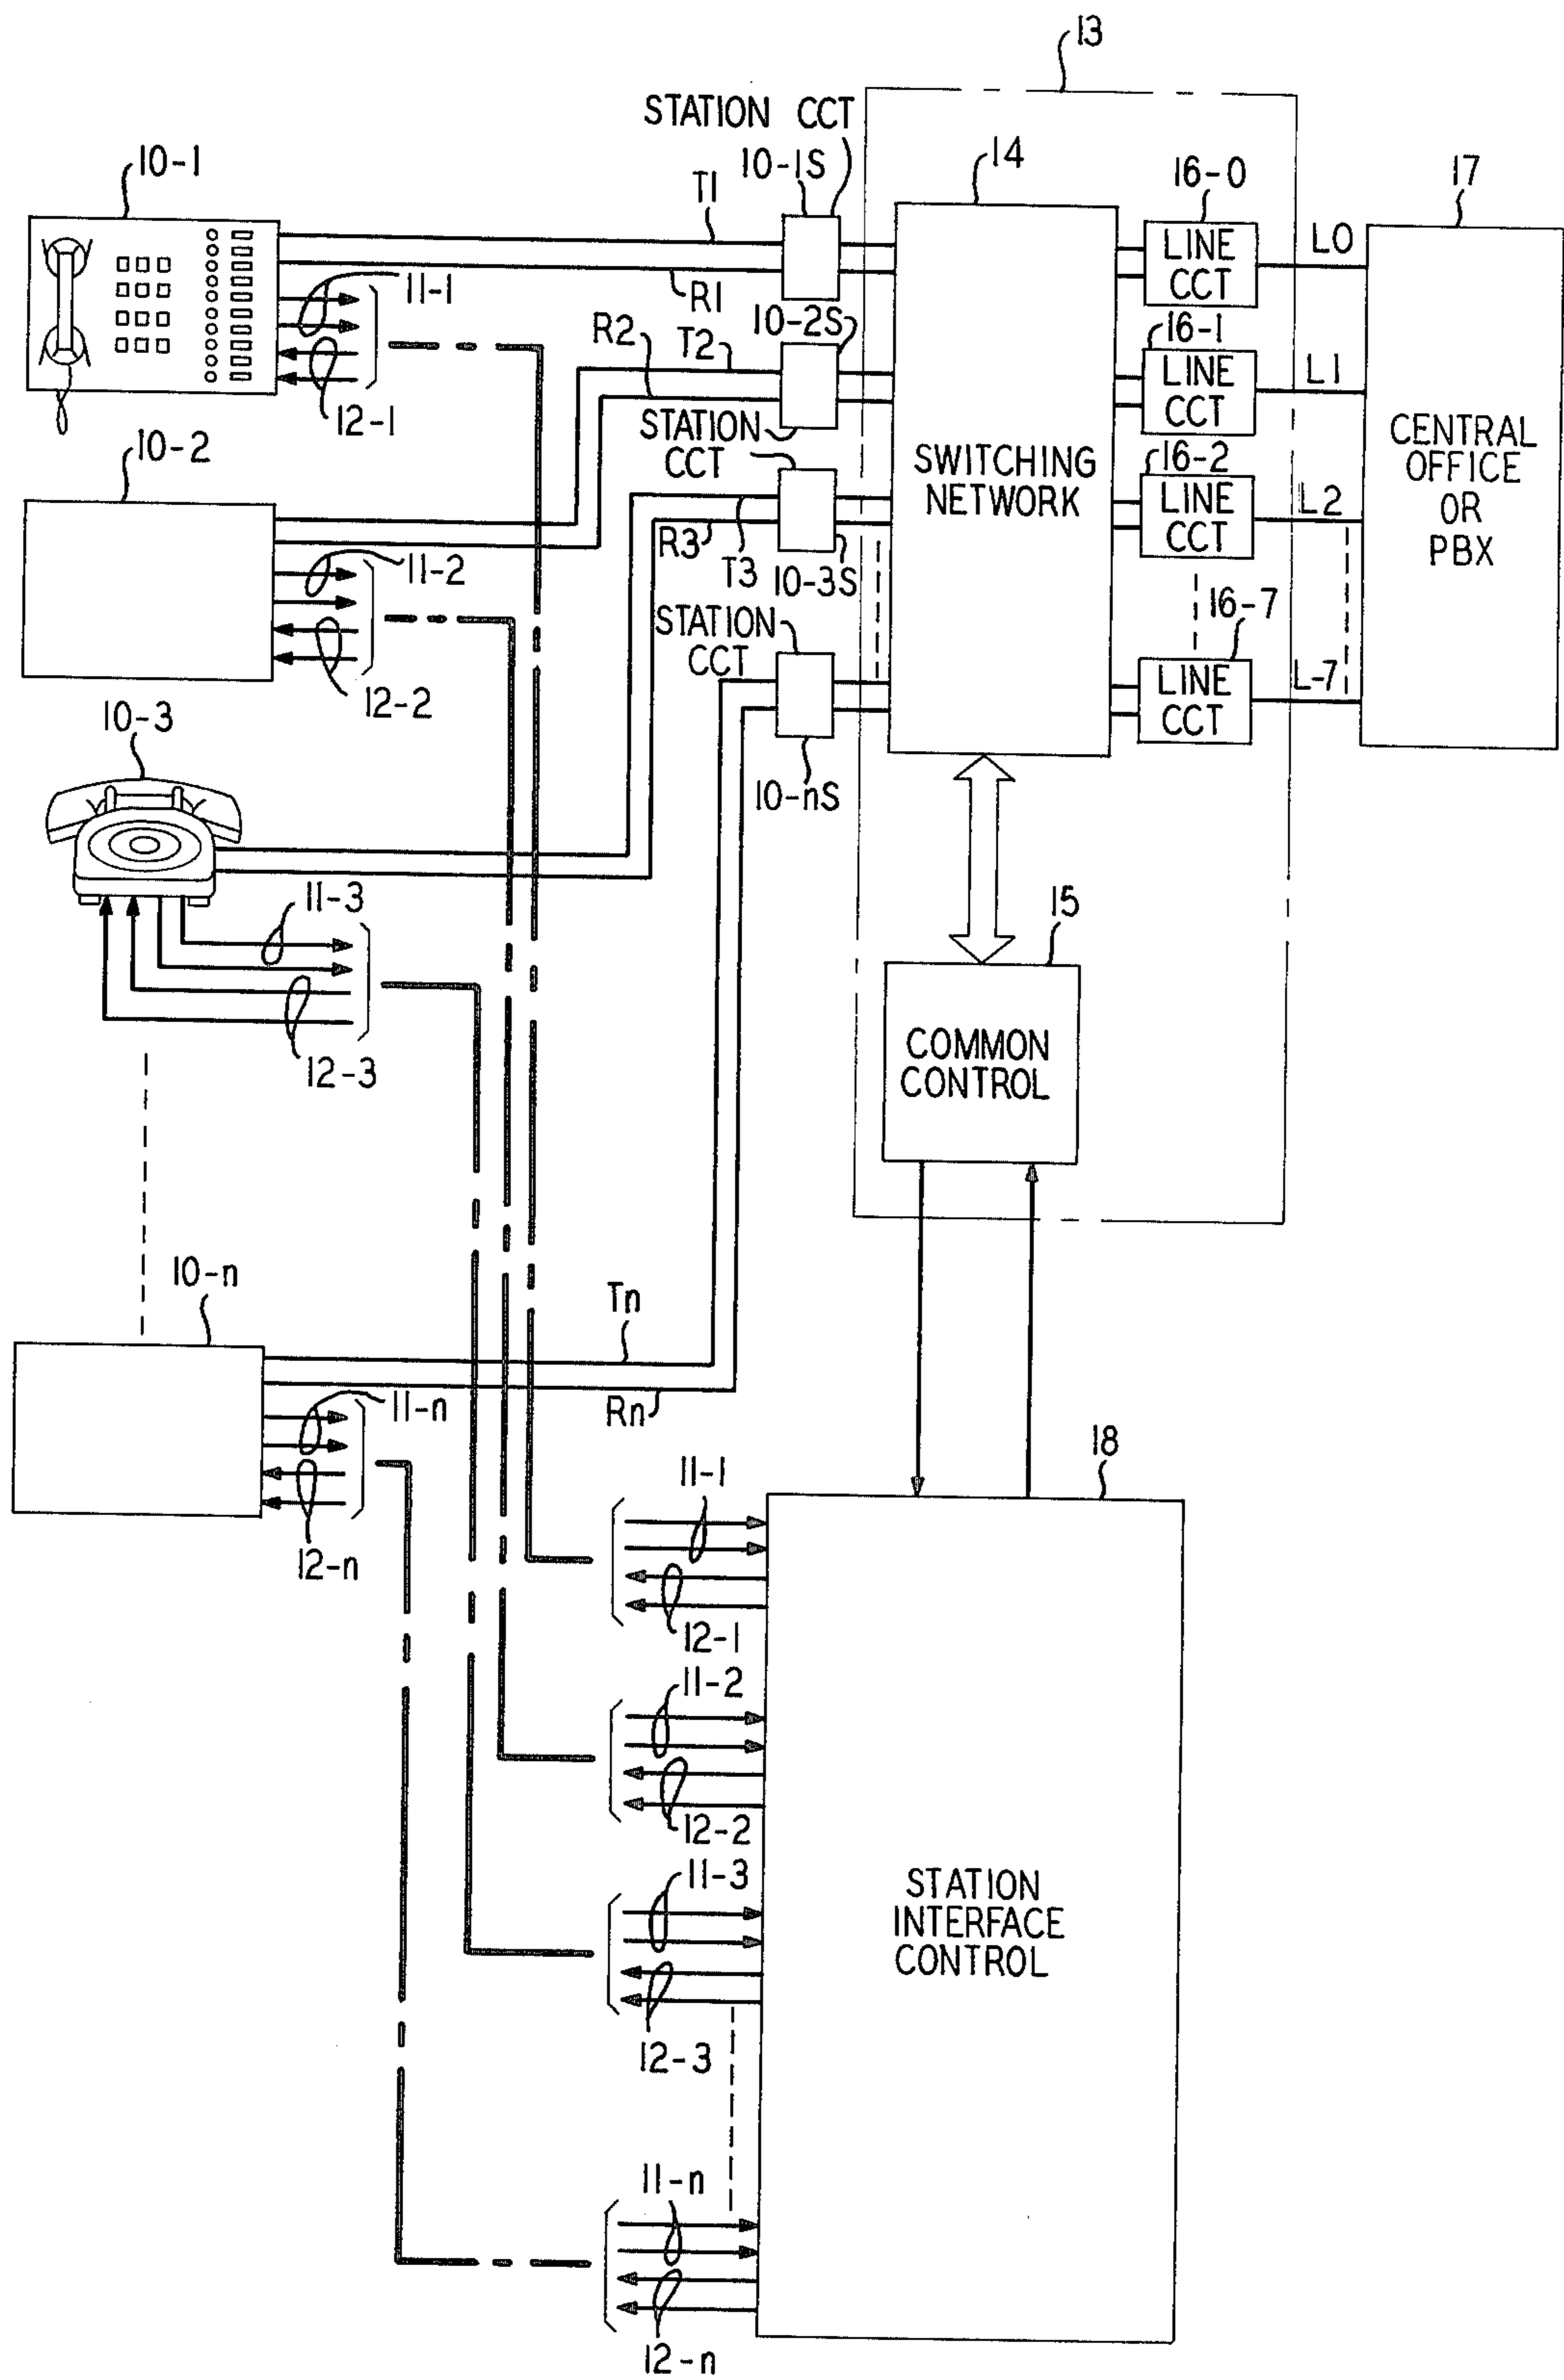 13
STATION CCT
10-1
10-1S
14
16-0
17
T1
LINE
CCT
L0
11-1
R1
10-2S
16-1
R2
T2
LINE
CCT
L1
12-1
STATION
CCT
10-2
SWITCHING
NETWORK
16-2
LINE
CCT
L2
CENTRAL
OFFICE
OR
PBX
11-2
R3
T3
10-3S
16-7
STATION
CCT
LINE
CCT
L-7
12-2
10-3
10-nS
11-3
15
COMMON
CONTROL
12-3
10-n
Tn
11-n
Rn
18
11-1
12-n
12-1
11-2
12-2
11-3
STATION
INTERFACE
CONTROL
12-3
11-n
12-n